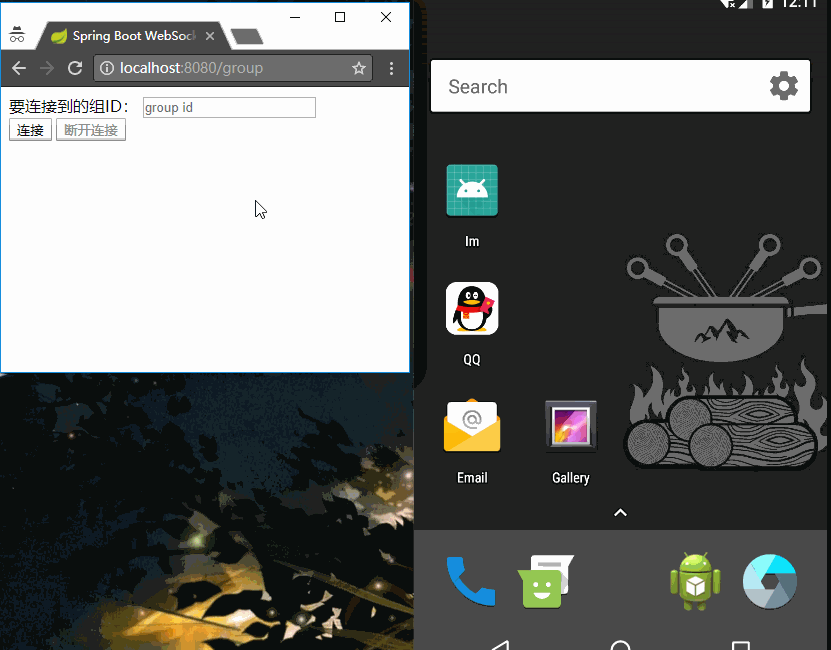 Spring Boot WebSock
localhost:8080/group
要连接到的组ID：
group id
连接
断开连接
12:11
Search
Im
QQ
@
Email
Gallery